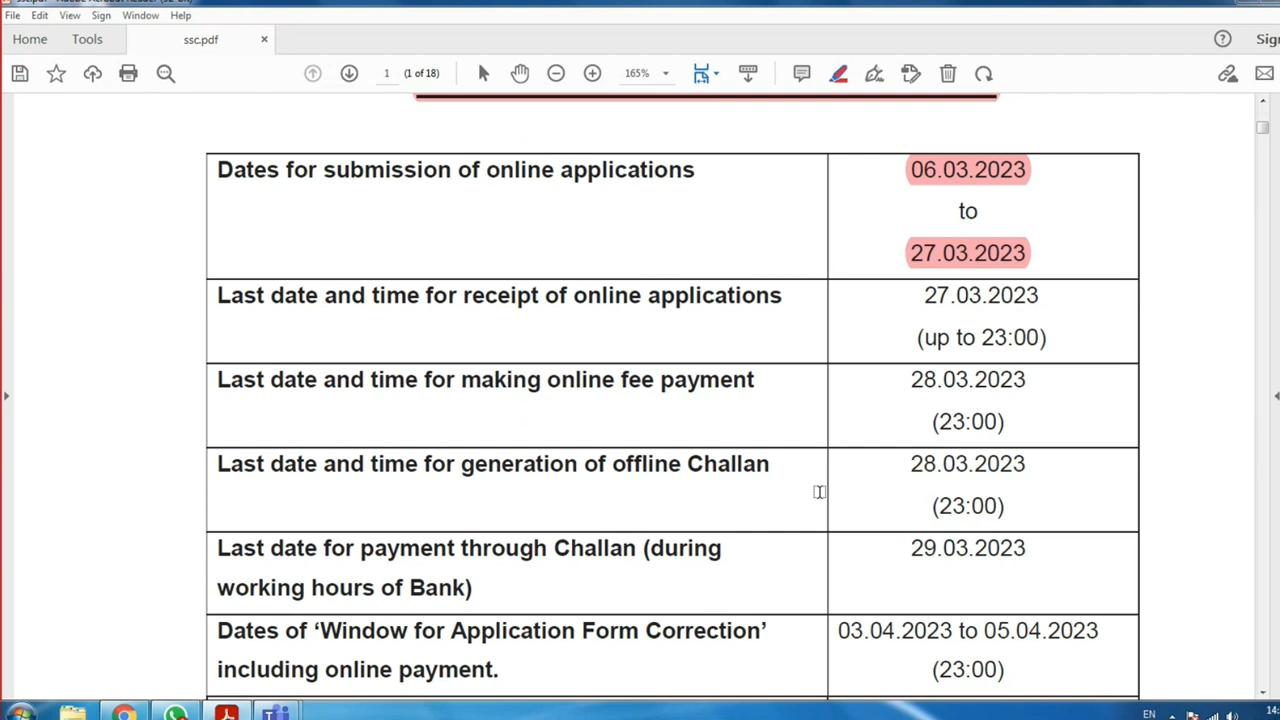 File Edit View Sign Window Help
Home Tools ssc.pdf × ? Sign
1 (1 of 18) 165%
Dates for submission of online applications
06.03.2023
to
27.03.2023
Last date and time for receipt of online applications
27.03.2023
(up to 23:00)
Last date and time for making online fee payment
28.03.2023
(23:00)
Last date and time for generation of offline Challan
28.03.2023
(23:00)
Last date for payment through Challan (during
working hours of Bank)
29.03.2023
Dates of ‘Window for Application Form Correction’
including online payment.
03.04.2023 to 05.04.2023
(23:00)
EN